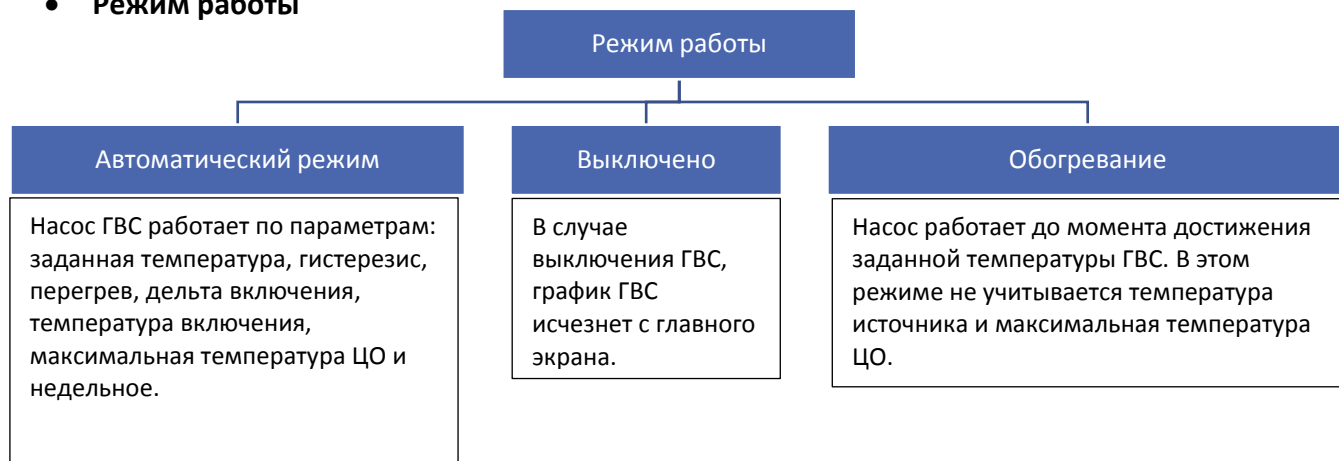 • Режим работы
Режим работы
Автоматический режим
Насос ГВС работает по параметрам:
заданная температура, гистерезис,
перегрев, дельта включения,
температура включения,
максимальная температура ЦО и
недельное.
Выключено
В случае
выключения ГВС,
график ГВС
исчезнет с главного
экрана.
Обогревание
Насос работает до момента достижения
заданной температуры ГВС. В этом
режиме не учитывается температура
источника и максимальная температура
ЦО.